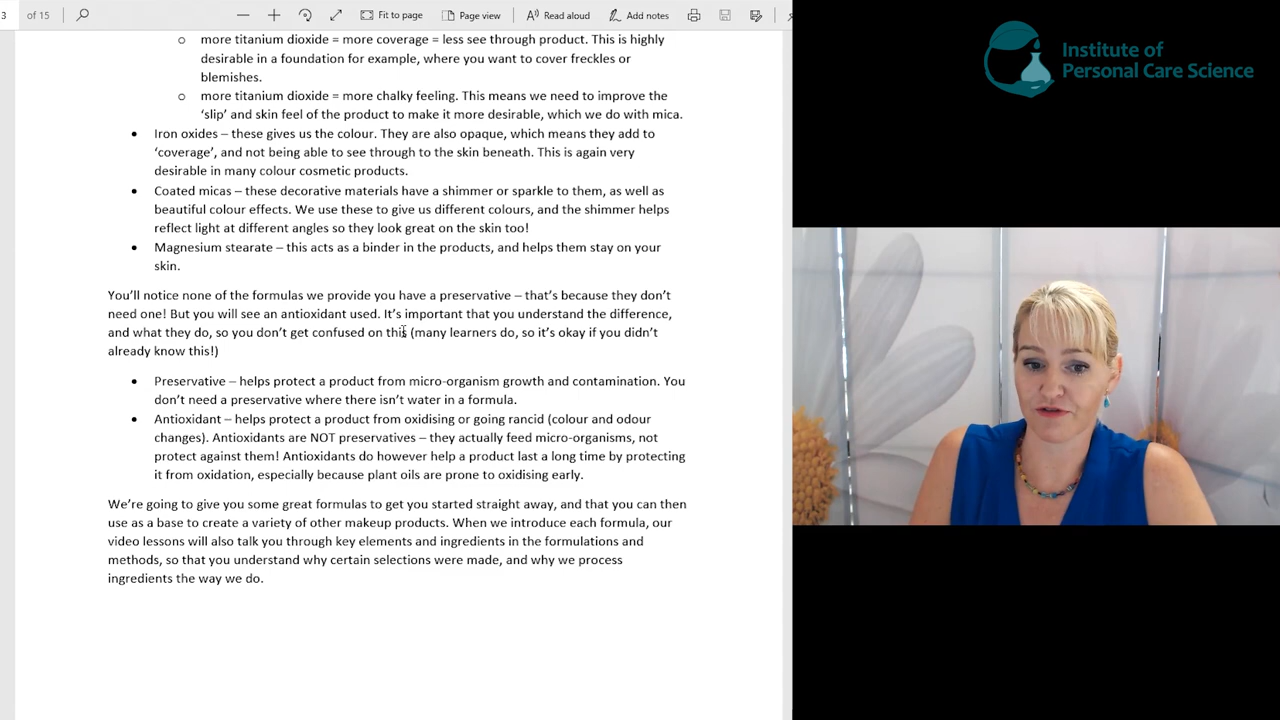 3 of 15
Fit to page
Page view
Read aloud
Add notes
Institute of
Personal Care Science
o more titanium dioxide = more coverage = less see through product. This is highly
desirable in a foundation for example, where you want to cover freckles or
blemishes.
o more titanium dioxide = more chalky feeling. This means we need to improve the
‘slip’ and skin feel of the product to make it more desirable, which we do with mica.
• Iron oxides – these gives us the colour. They are also opaque, which means they add to
‘coverage’, and not being able to see through to the skin beneath. This is again very
desirable in many colour cosmetic products.
• Coated micas – these decorative materials have a shimmer or sparkle to them, as well as
beautiful colour effects. We use these to give us different colours, and the shimmer helps
reflect light at different angles so they look great on the skin too!
• Magnesium stearate – this acts as a binder in the products, and helps them stay on your
skin.
You’ll notice none of the formulas we provide you have a preservative – that’s because they don’t
need one! But you will see an antioxidant used. It’s important that you understand the difference,
and what they do, so you don’t get confused on this (many learners do, so it’s okay if you didn’t
already know this!)
• Preservative – helps protect a product from micro-organism growth and contamination. You
don’t need a preservative where there isn’t water in a formula.
• Antioxidant – helps protect a product from oxidising or going rancid (colour and odour
changes). Antioxidants are NOT preservatives – they actually feed micro-organisms, not
protect against them! Antioxidants do however help a product last a long time by protecting
it from oxidation, especially because plant oils are prone to oxidising early.
We’re going to give you some great formulas to get you started straight away, and that you can then
use as a base to create a variety of other makeup products. When we introduce each formula, our
video lessons will also talk you through key elements and ingredients in the formulations and
methods, so that you understand why certain selections were made, and why we process
ingredients the way we do.